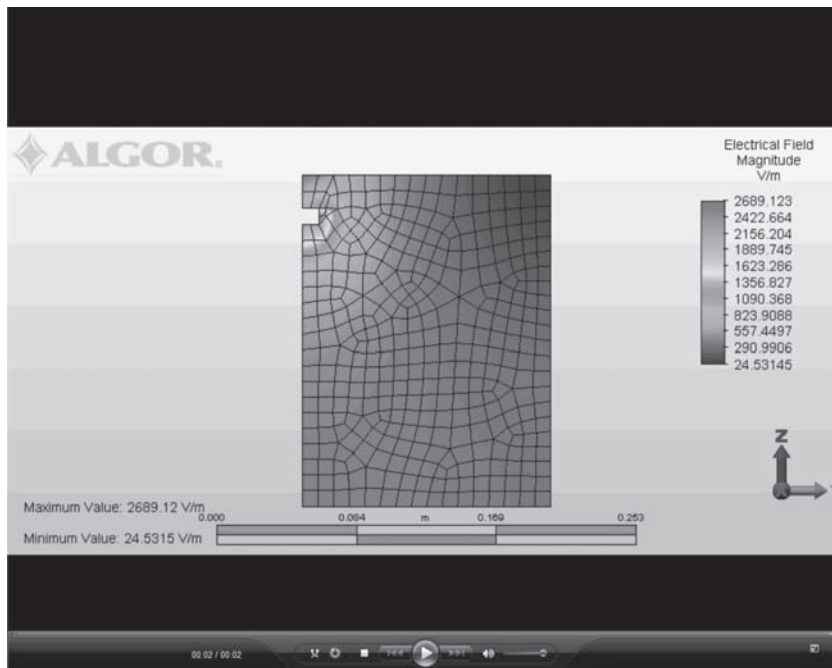 ALGOR®
Electrical Field
Magnitude
V/m
2689.123
2422.664
2156.204
1889.745
1623.286
1356.827
1090.368
823.9088
557.4497
290.9906
24.53145
Z
Y
Maximum Value: 2689.12 V/m
Minimum Value: 24.5315 V/m
0.000
0.084
m
0.169
0.253
00:02 / 00:02